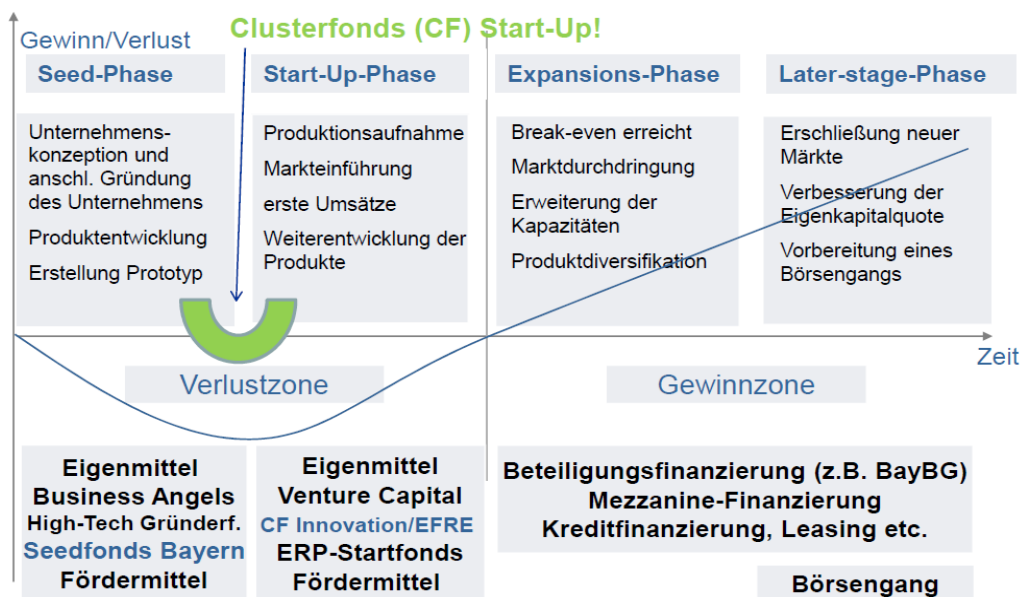 Clusterfonds (CF) Start-Up!
Gewinn/Verlust
Seed-Phase
Start-Up-Phase
Expansions-Phase
Later-stage-Phase
Unternehmens-
konzeption und
anschl. Gründung
des Unternehmens
Produktentwicklung
Erstellung Prototyp
Produktionsaufnahme
Markteinführung
erste Umsätze
Weiterentwicklung der
Produkte
Break-even erreicht
Marktdurchdringung
Erweiterung der
Kapazitäten
Produktdiversifikation
Erschließung neuer
Märkte
Verbesserung der
Eigenkapitalquote
Vorbereitung eines
Börsengangs
Zeit
Verlustzone
Gewinnzone
Eigenmittel
Business Angels
High-Tech Gründerf.
Seedfonds Bayern
Fördermittel
Eigenmittel
Venture Capital
CF Innovation/EFRE
ERP-Startfonds
Fördermittel
Beteiligungsfinanzierung (z.B. BayBG)
Mezzanine-Finanzierung
Kreditfinanzierung, Leasing etc.
Börsengang